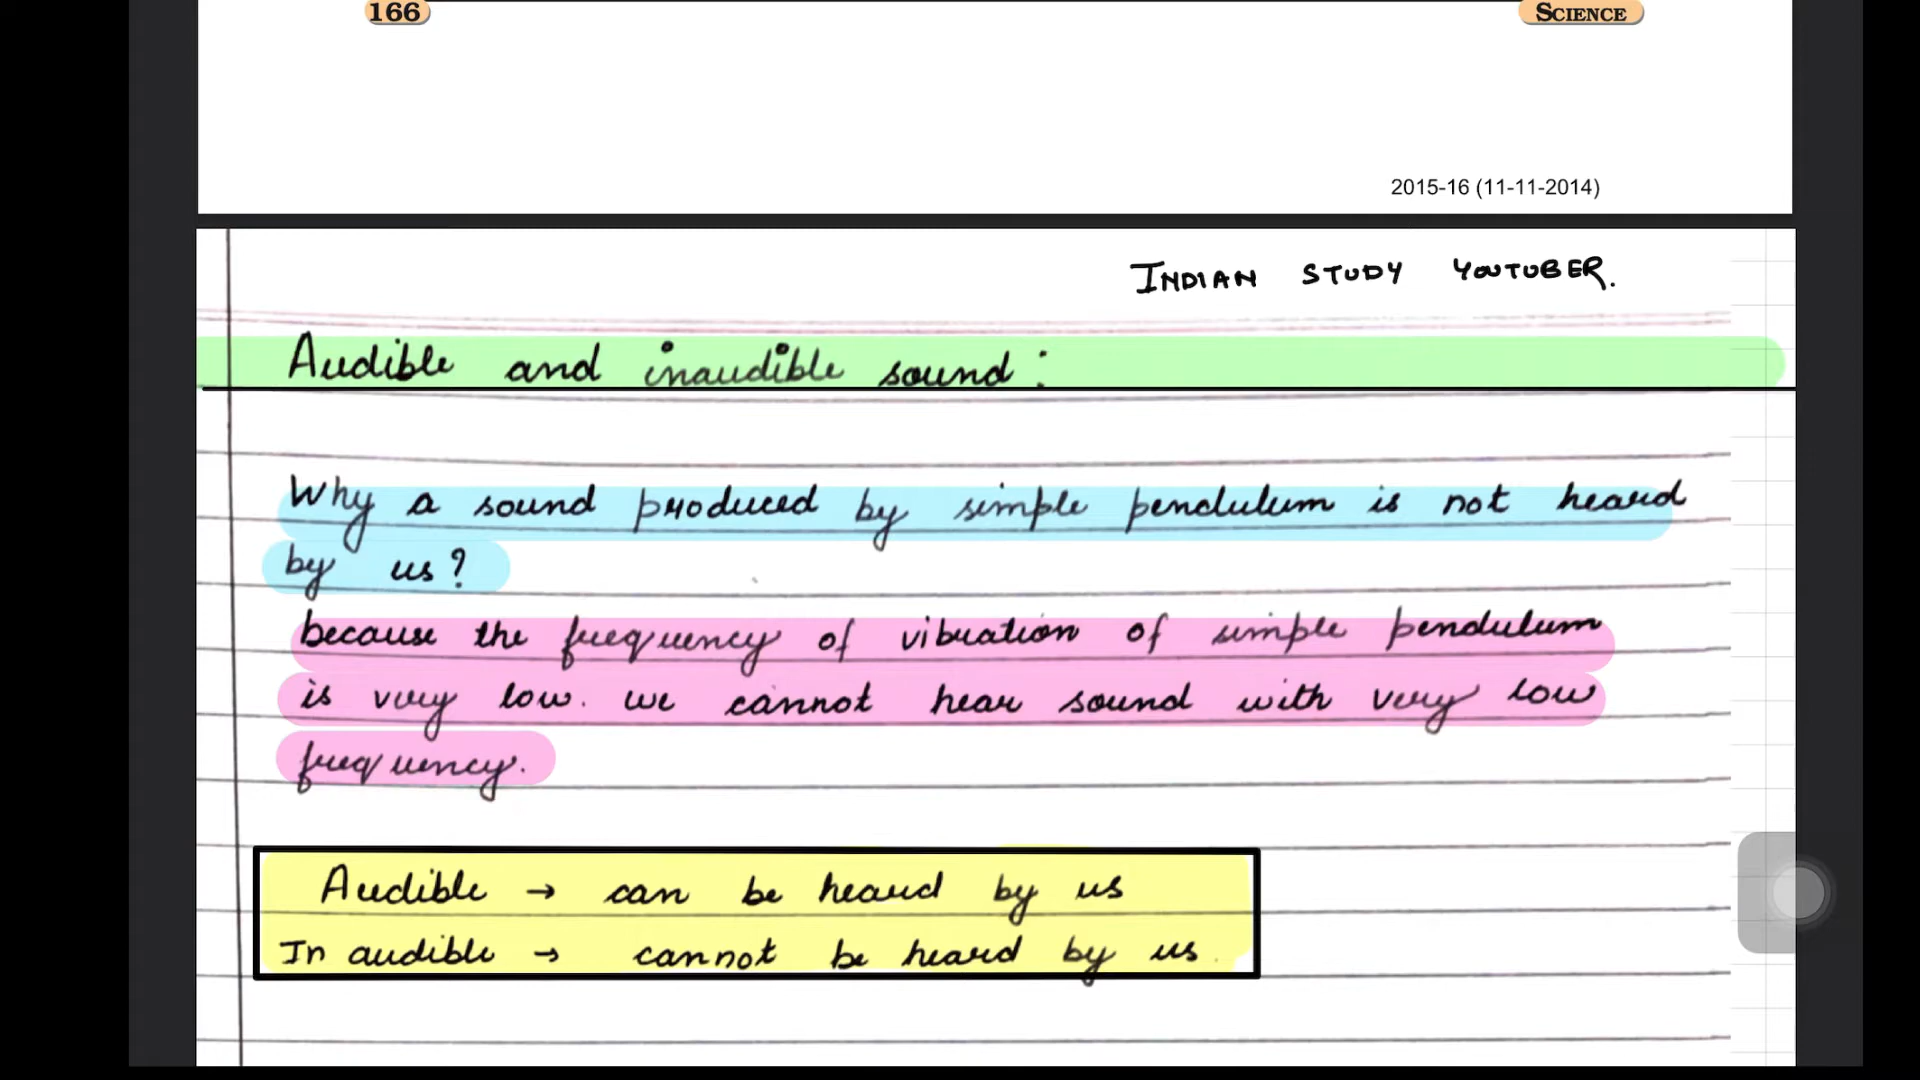 166
SCIENCE
2015-16 (11-11-2014)
INDIAN STUDY YOUTUBER.
Audible and inaudible sound :
Why a sound produced by simple pendulum is not heard
by us?
because the frequency of vibration of simple pendulum
is very low. we cannot hear sound with very low
frequency.
Audible → can be heard by us
In audible → cannot be heard by us.